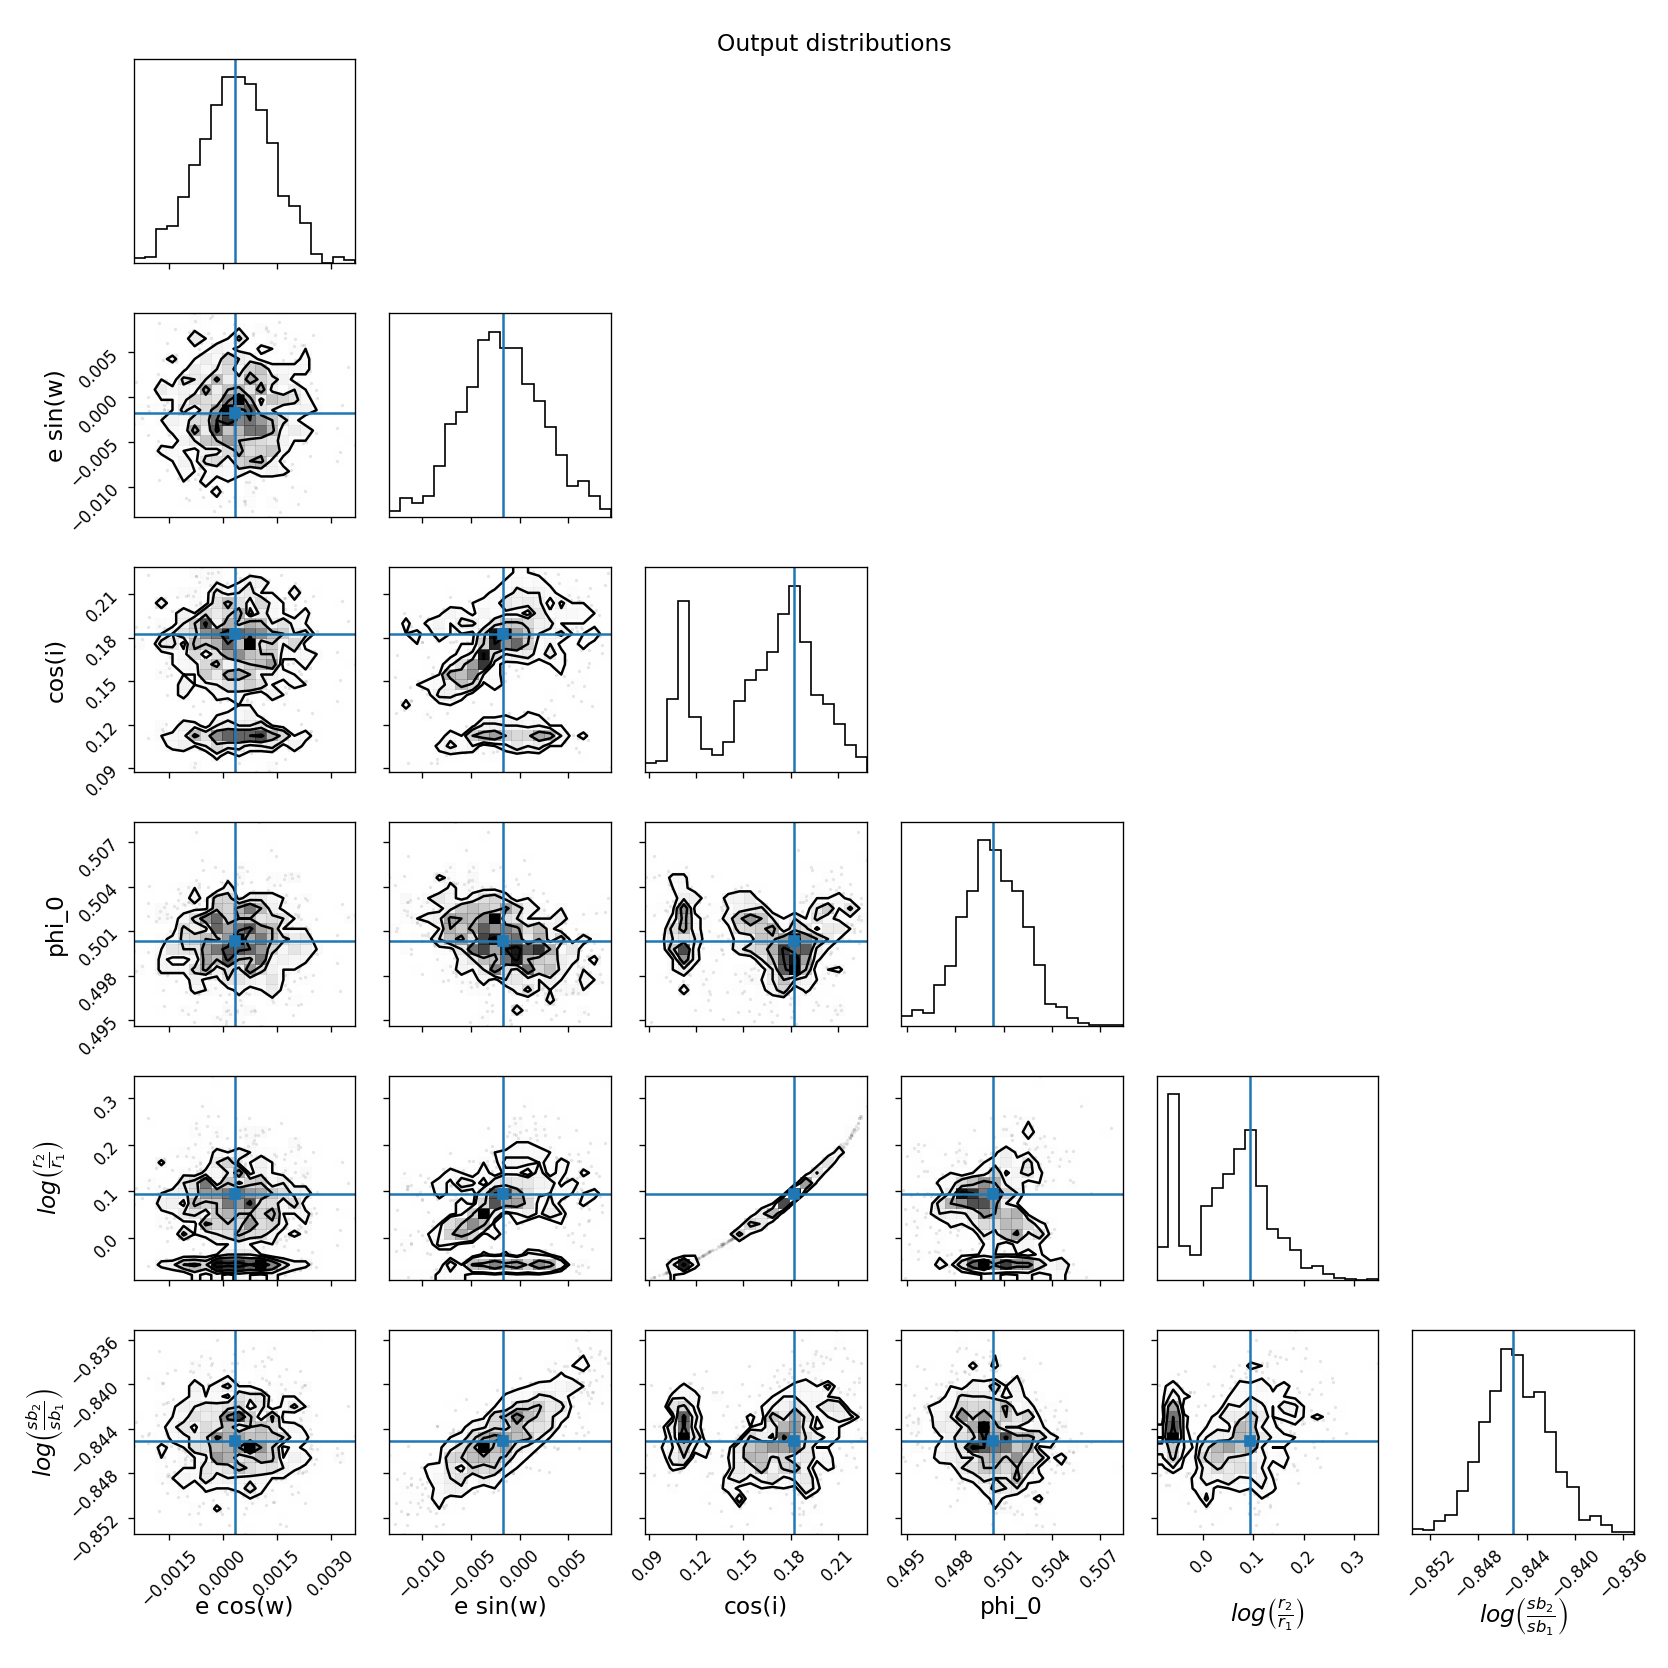 Output distributions
e sin(w)
0.005
0.000
−0.005
−0.010
cos(i)
0.21
0.18
0.15
0.12
0.09
phi_0
0.507
0.504
0.501
0.498
0.495
log(r2/r1)
0.3
0.2
0.1
0.0
log(sb2/sb1)
−0.836
−0.840
−0.844
−0.848
−0.852
−0.0015 0.0000 0.0015 0.0030
−0.010 −0.005 0.000 0.005
0.09 0.12 0.15 0.18 0.21
0.495 0.498 0.501 0.504 0.507
0.0 0.1 0.2 0.3
−0.852 −0.848 −0.844 −0.840 −0.836
e cos(w)
e sin(w)
cos(i)
phi_0
log(r2/r1)
log(sb2/sb1)